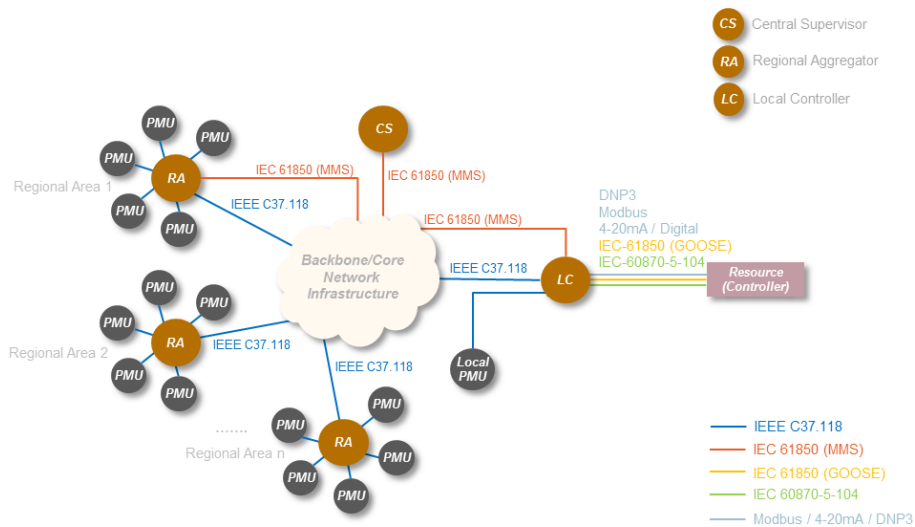 CS Central Supervisor
RA Regional Aggregator
LC Local Controller
PMU
PMU
PMU
PMU
PMU
PMU
RA
Regional Area 1
CS
IEC 61850 (MMS)
IEC 61850 (MMS)
IEEE C37.118
IEC 61850 (MMS)
DNP3
Modbus
4-20mA / Digital
IEC-61850 (GOOSE)
IEC-60870-5-104
Backbone/Core
Network
Infrastructure
IEEE C37.118
LC
Resource
(Controller)
PMU
PMU
PMU
PMU
PMU
PMU
RA
Regional Area 2
IEEE C37.118
IEEE C37.118
Local
PMU
PMU
PMU
PMU
PMU
PMU
PMU
RA
.......
Regional Area n
IEEE C37.118
IEC 61850 (MMS)
IEC 61850 (GOOSE)
IEC 60870-5-104
Modbus / 4-20mA / DNP3